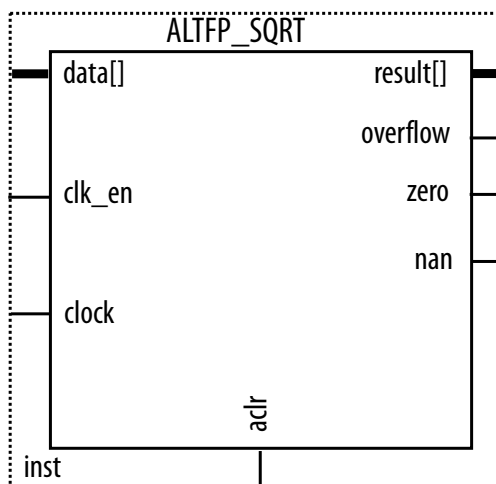 ALTFP_SQRT
data[] result[]
overflow
clk_en zero
nan
clock
aclr
inst